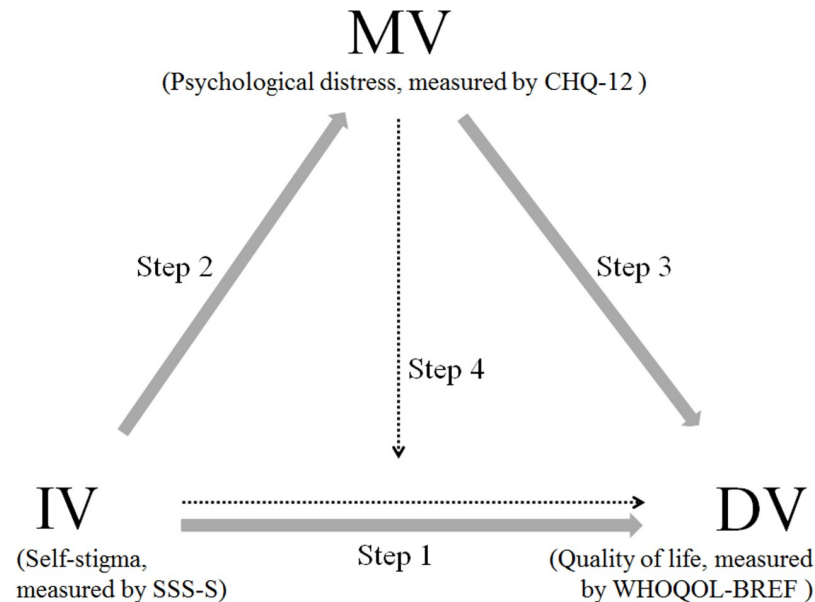 MV
(Psychological distress, measured by CHQ-12 )
Step 2
Step 3
Step 4
IV
DV
Step 1
(Self-stigma,
measured by SSS-S)
(Quality of life, measured
by WHOQOL-BREF )